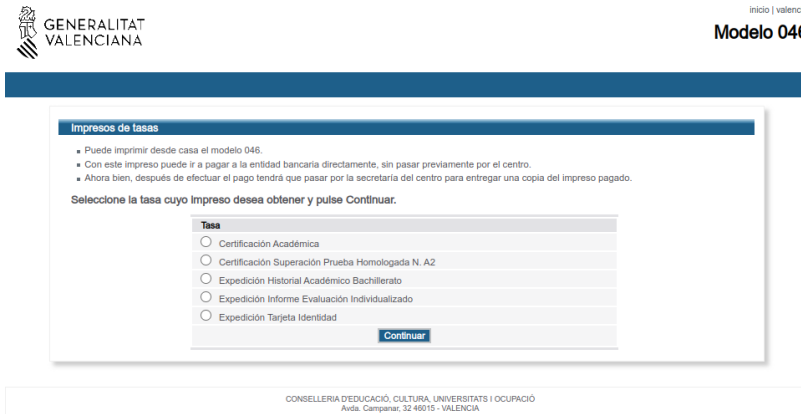 GENERALITAT
VALENCIANA
inicio | valenc
Modelo 046
Impresos de tasas
Puede imprimir desde casa el modelo 046.
Con este impreso puede ir a pagar a la entidad bancaria directamente, sin pasar previamente por el centro.
Ahora bien, después de efectuar el pago tendrá que pasar por la secretaría del centro para entregar una copia del impreso pagado.
Seleccione la tasa cuyo Impreso desea obtener y pulse Continuar.
Tasa
Certificación Académica
Certificación Superación Prueba Homologada N. A2
Expedición Historial Académico Bachillerato
Expedición Informe Evaluación Individualizado
Expedición Tarjeta Identidad
Continuar
CONSELLERIA D'EDUCACIÓ, CULTURA, UNIVERSITATS I OCUPACIÓ
Avda. Campanar, 32 46015 - VALENCIA